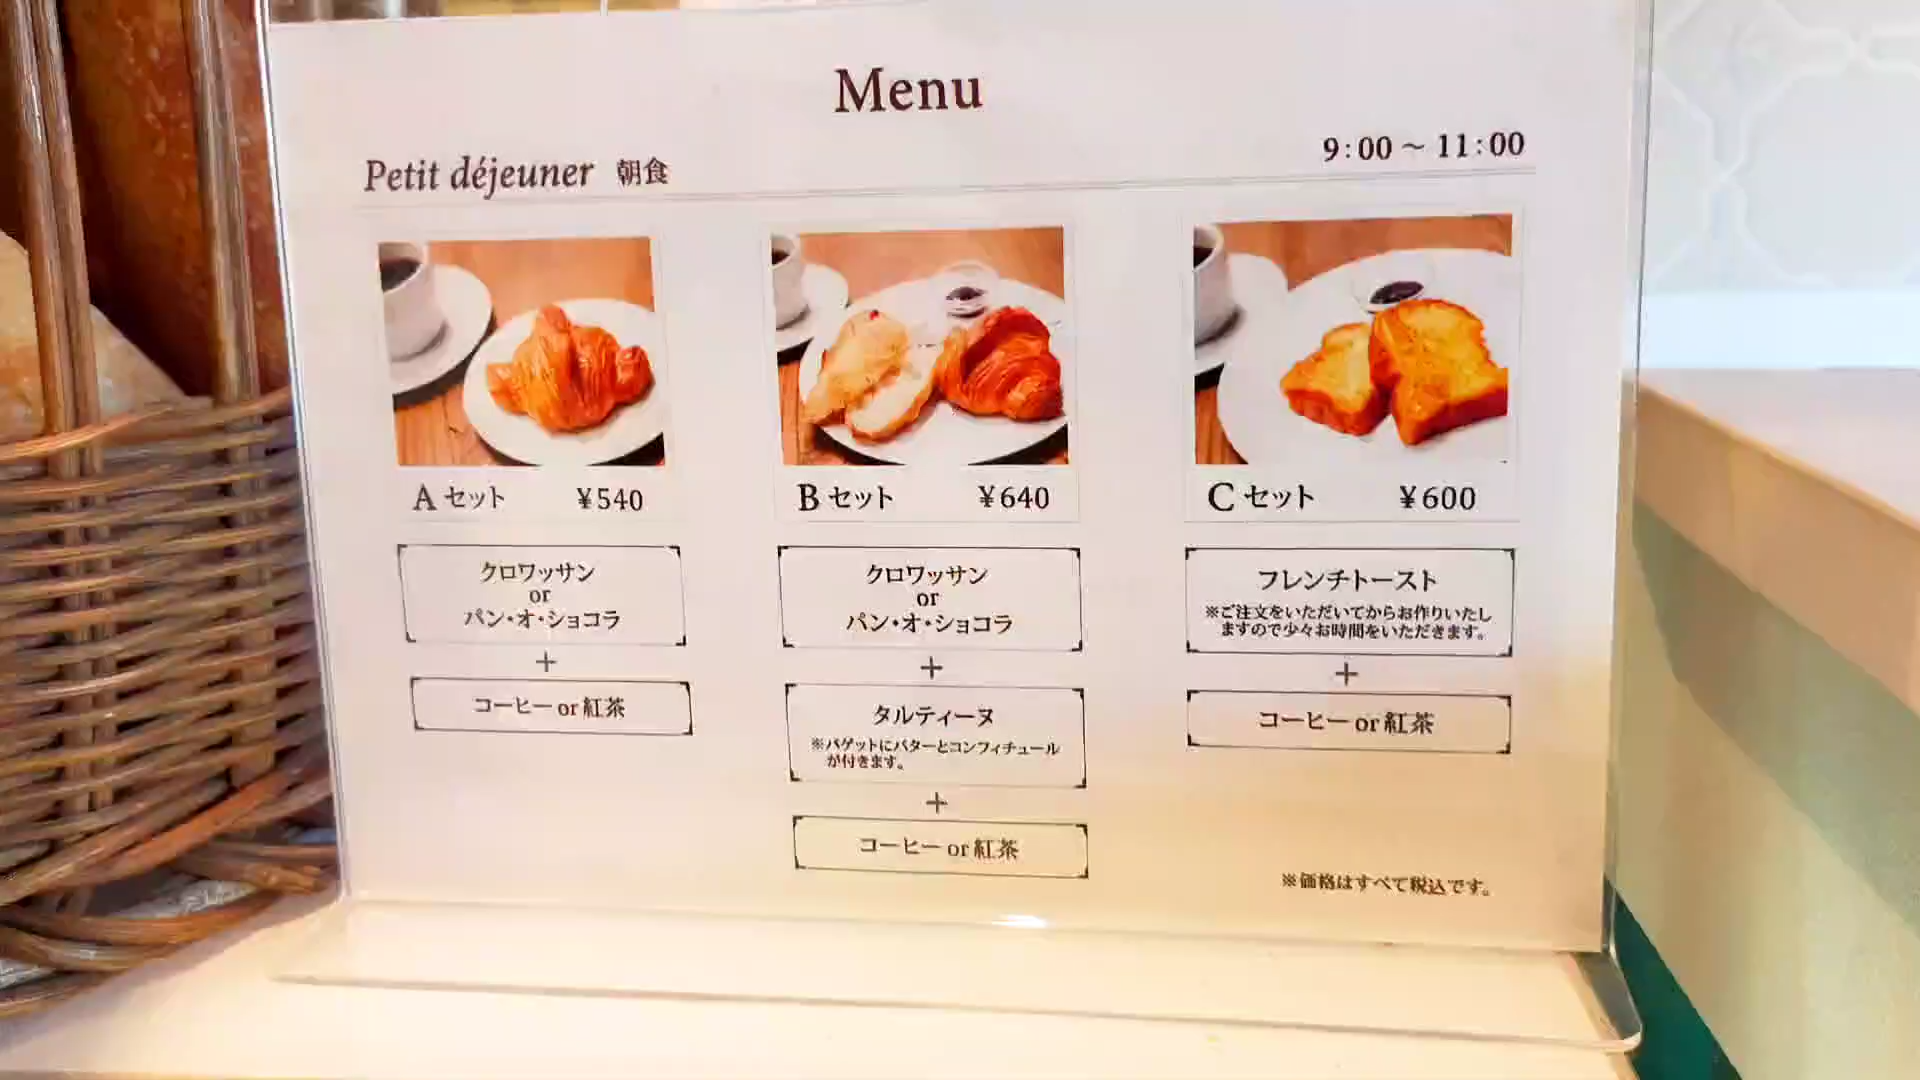 Menu
Petit déjeuner 朝食
9:00～11:00
Aセット ¥540
クロワッサン
or
パン・オ・ショコラ
+
コーヒー or 紅茶
Bセット ¥640
クロワッサン
or
パン・オ・ショコラ
+
タルティーヌ
※バゲットにバターとコンフィチュール
が付きます。
+
コーヒー or 紅茶
Cセット ¥600
フレンチトースト
※ご注文をいただいてからお作りいたし
ますので少々お時間をいただきます。
+
コーヒー or 紅茶
※価格はすべて税込です。